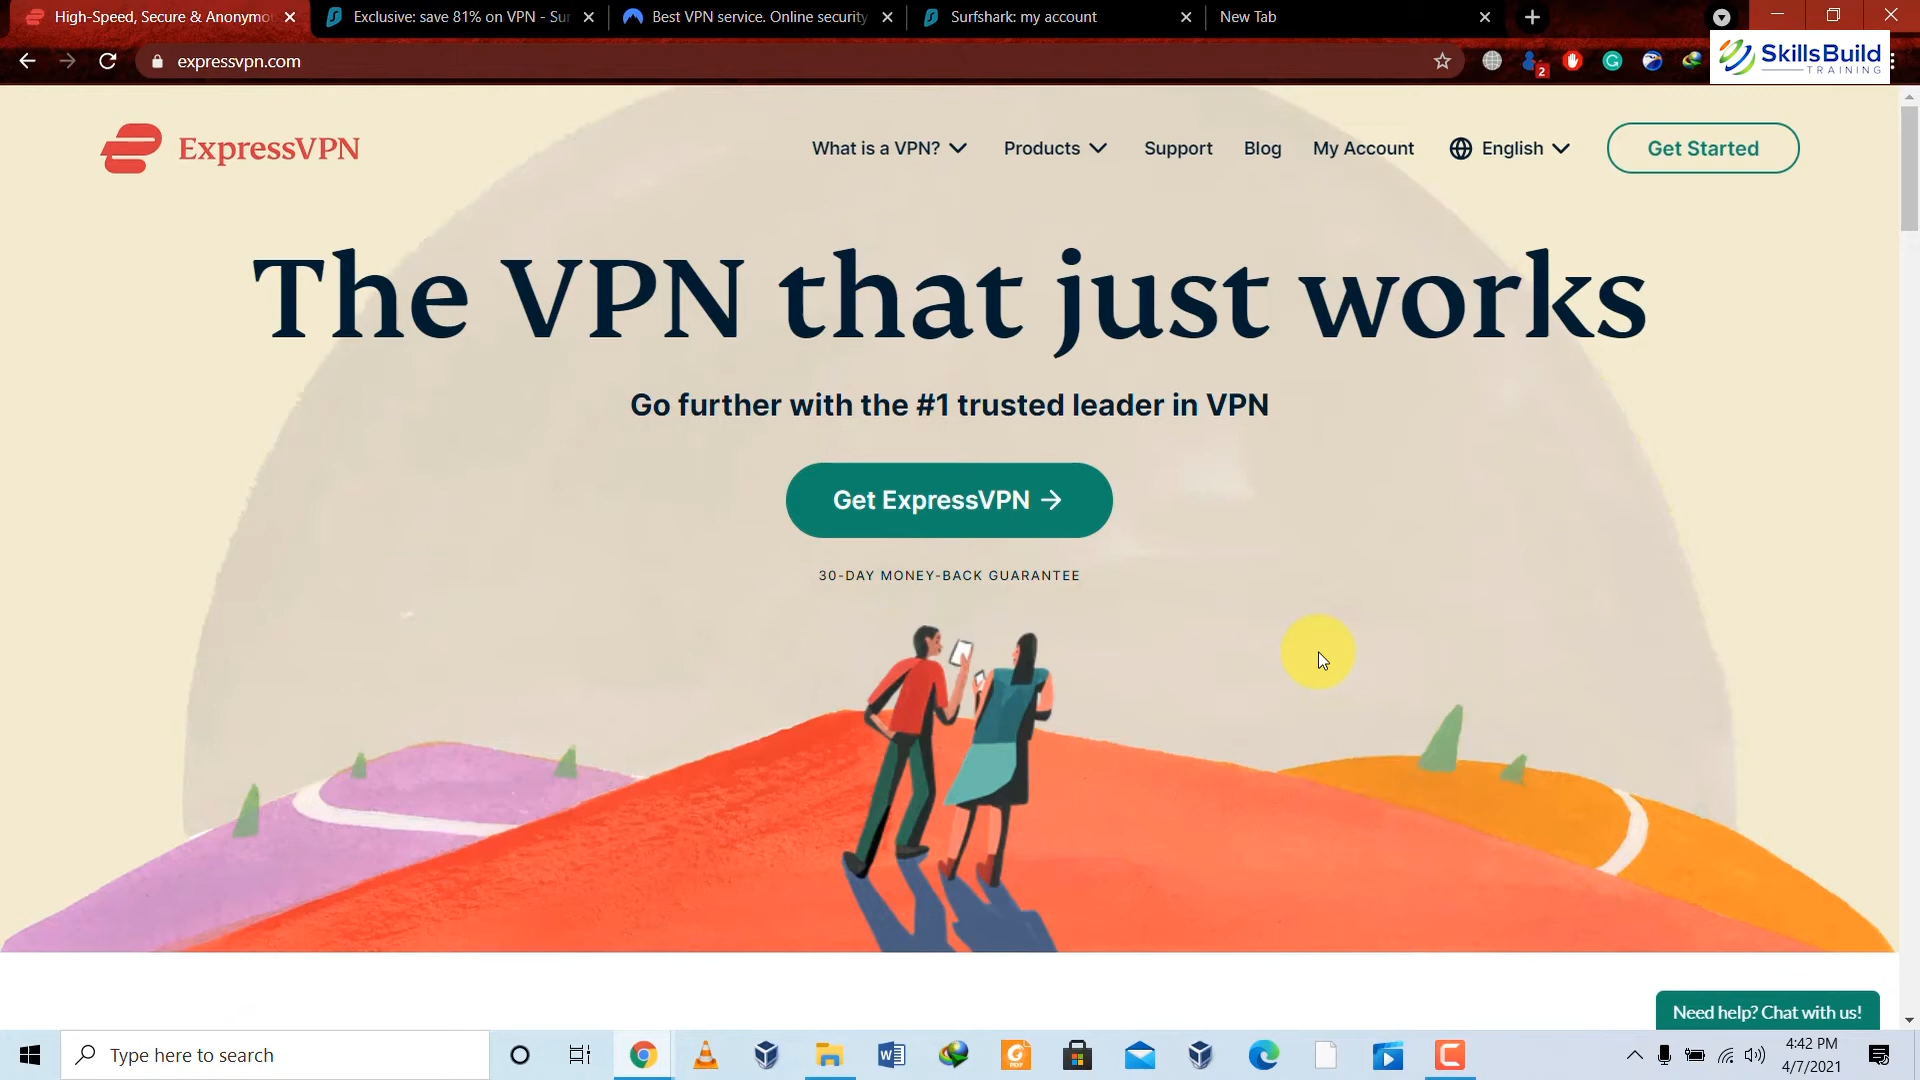 High-Speed, Secure & Anonymo
Exclusive: save 81% on VPN - Sur
Best VPN service. Online security
Surfshark: my account
New Tab
expressvpn.com
2
SkillsBuild
TRAINING
ExpressVPN
What is a VPN?
Products
Support
Blog
My Account
English
Get Started
The VPN that just works
Go further with the #1 trusted leader in VPN
Get ExpressVPN →
30-DAY MONEY-BACK GUARANTEE
Need help? Chat with us!
Type here to search
4:42 PM
4/7/2021